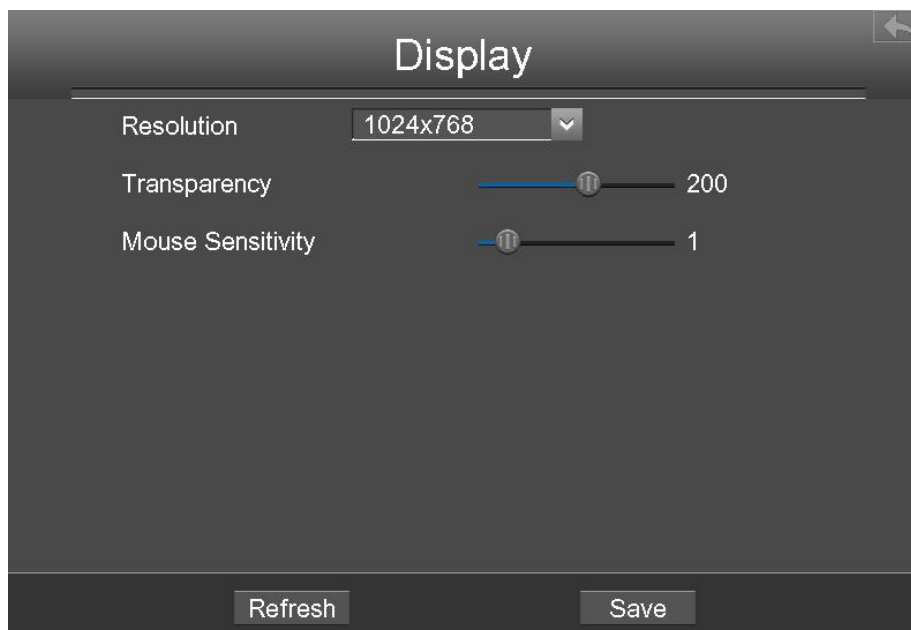 Display
Resolution 1024x768
Transparency 200
Mouse Sensitivity 1
Refresh Save